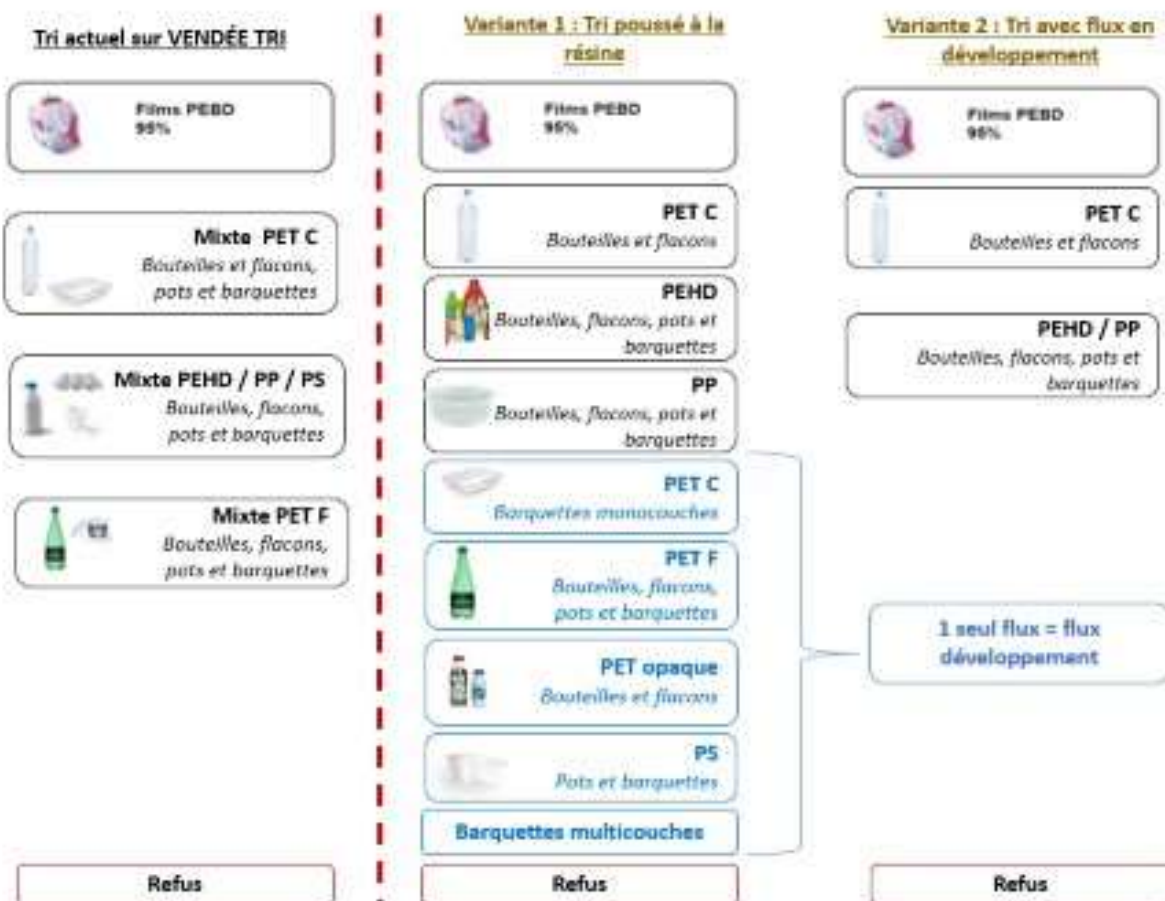 Tri actuel sur VENDÉE TRI
Films PEBD
95%
Mixte PET C
Bouteilles et flacons,
pots et barquettes
Mixte PEHD / PP / PS
Bouteilles, flacons,
pots et barquettes
Mixte PET F
Bouteilles, flacons,
pots et barquettes
Refus
Variante 1 : Tri poussé à la
résine
Films PEBD
95%
PET C
Bouteilles et flacons
PEHD
Bouteilles, flacons, pots et
barquettes
PP
Bouteilles, flacons, pots et
barquettes
PET C
Barquettes monocouches
PET F
Bouteilles, flacons,
pots et barquettes
PET opaque
Bouteilles et flacons
PS
Pots et barquettes
Barquettes multicouches
Refus
Variante 2 : Tri avec flux en
développement
Films PEBD
95%
PET C
Bouteilles et flacons
PEHD / PP
Bouteilles, flacons, pots et
barquettes
1 seul flux = flux
développement
Refus